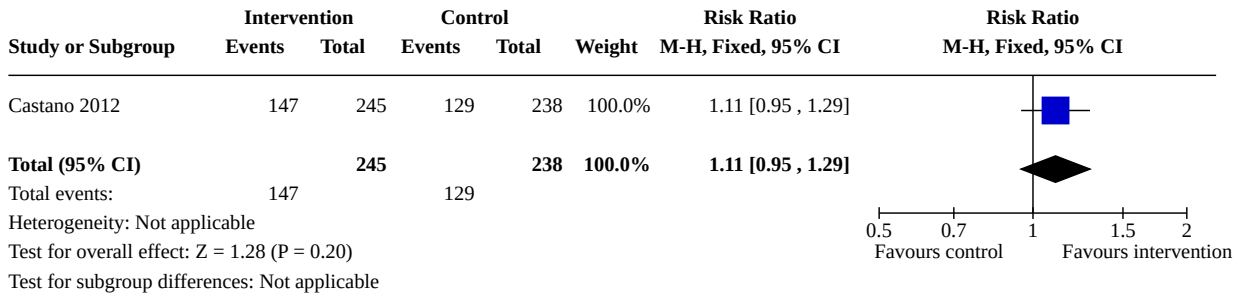 Intervention Control Risk Ratio Risk Ratio
Study or Subgroup Events Total Events Total Weight M-H, Fixed, 95% CI M-H, Fixed, 95% CI
Castano 2012 147 245 129 238 100.0% 1.11 [0.95 , 1.29]
Total (95% CI) 245 238 100.0% 1.11 [0.95 , 1.29]
Total events: 147 129
Heterogeneity: Not applicable
Test for overall effect: Z = 1.28 (P = 0.20)
Test for subgroup differences: Not applicable
0.5 0.7 1 1.5 2
Favours control Favours intervention